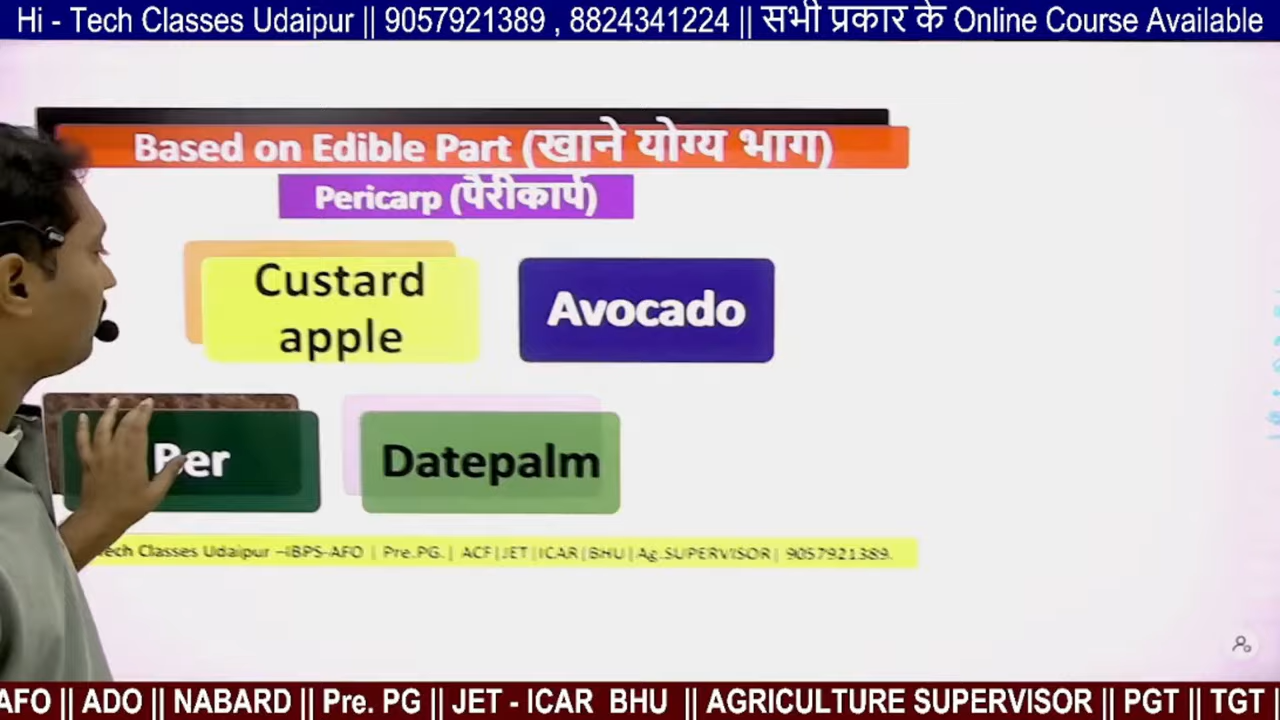 Hi - Tech Classes Udaipur || 9057921389 , 8824341224 || सभी प्रकार के Online Course Available
Based on Edible Part (खाने योग्य भाग)
Pericarp (पैरीकार्प)
Custard
apple
Avocado
Ber
Datepalm
Tech Classes Udaipur –IBPS-AFO | Pre.PG.| ACF|JET|ICAR|BHU|Ag.SUPERVISOR| 9057921389.
AFO || ADO || NABARD || Pre. PG || JET - ICAR BHU || AGRICULTURE SUPERVISOR || PGT || TGT ||